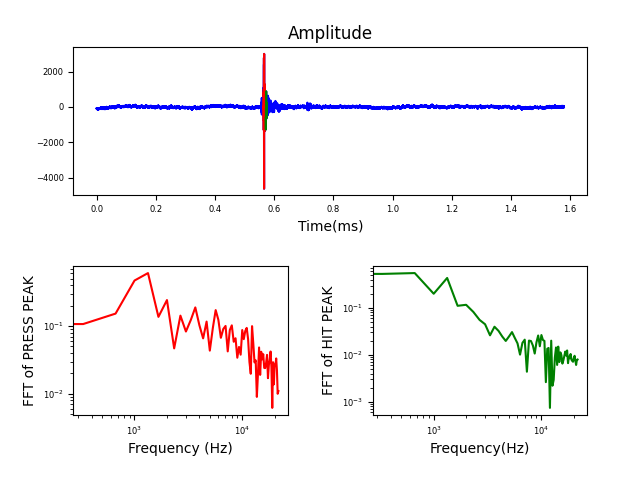 Amplitude
2000
0
−2000
−4000
0.0 0.2 0.4 0.6 0.8 1.0 1.2 1.4 1.6
Time(ms)
FFT of PRESS PEAK
10⁻¹
10⁻²
10³ 10⁴
Frequency (Hz)
FFT of HIT PEAK
10⁻¹
10⁻²
10⁻³
10³ 10⁴
Frequency(Hz)